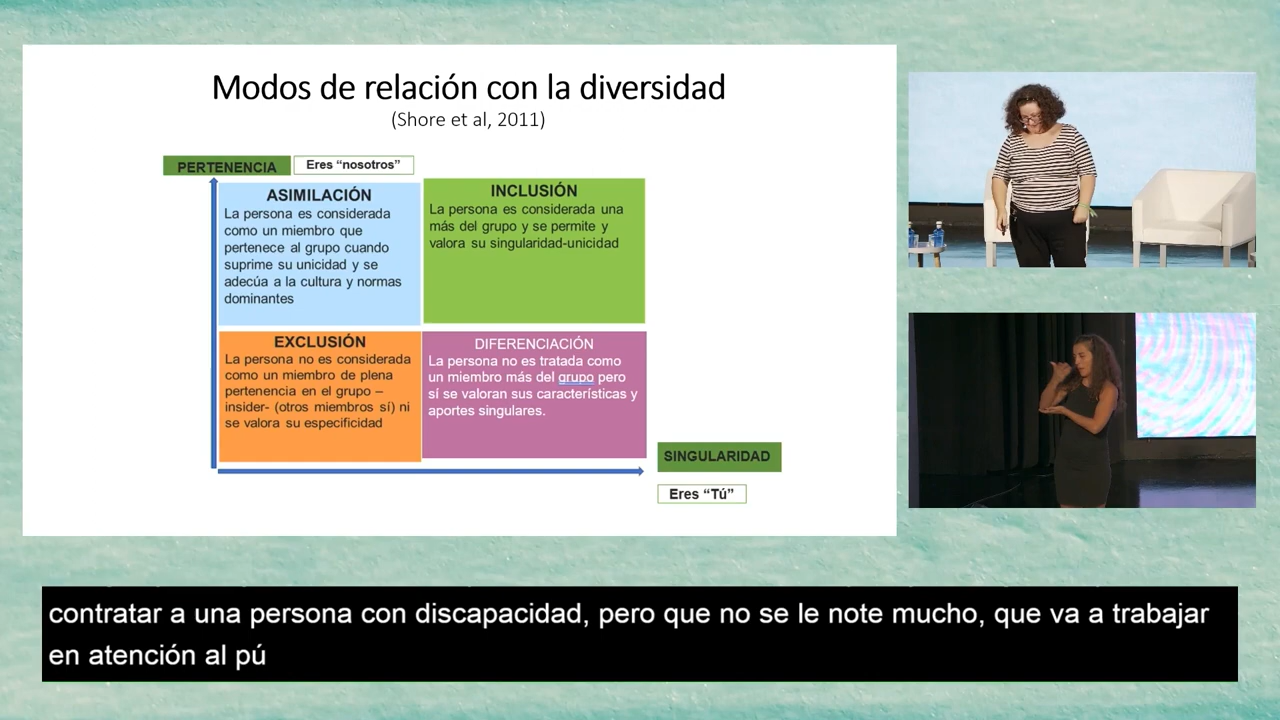 Modos de relación con la diversidad
(Shore et al, 2011)
PERTENENCIA
Eres “nosotros”
ASIMILACIÓN
La persona es considerada
como un miembro que
pertenece al grupo cuando
suprime su unicidad y se
adecúa a la cultura y normas
dominantes
INCLUSIÓN
La persona es considerada una
más del grupo y se permite y
valora su singularidad-unicidad
EXCLUSIÓN
La persona no es considerada
como un miembro de plena
pertenencia en el grupo –
insider- (otros miembros sí) ni
se valora su especificidad
DIFERENCIACIÓN
La persona no es tratada como
un miembro más del grupo pero
sí se valoran sus características y
aportes singulares.
SINGULARIDAD
Eres “Tú”
contratar a una persona con discapacidad, pero que no se le note mucho, que va a trabajar
en atención al pú